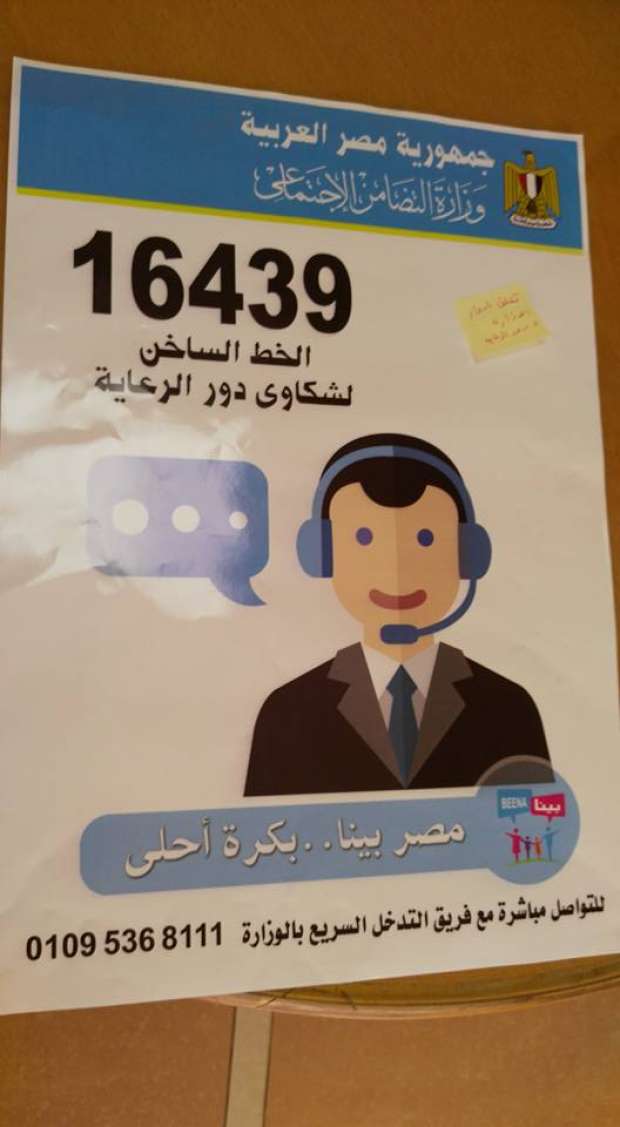 جمهورية مصر العربية
وزارة التضامن الاجتماعى
16439
الخط الساخن
لشكاوى دور الرعاية
BEENA بينا
مصر بينا..بكرة أحلى
للتواصل مباشرة مع فريق التدخل السريع بالوزارة 0109 536 8111